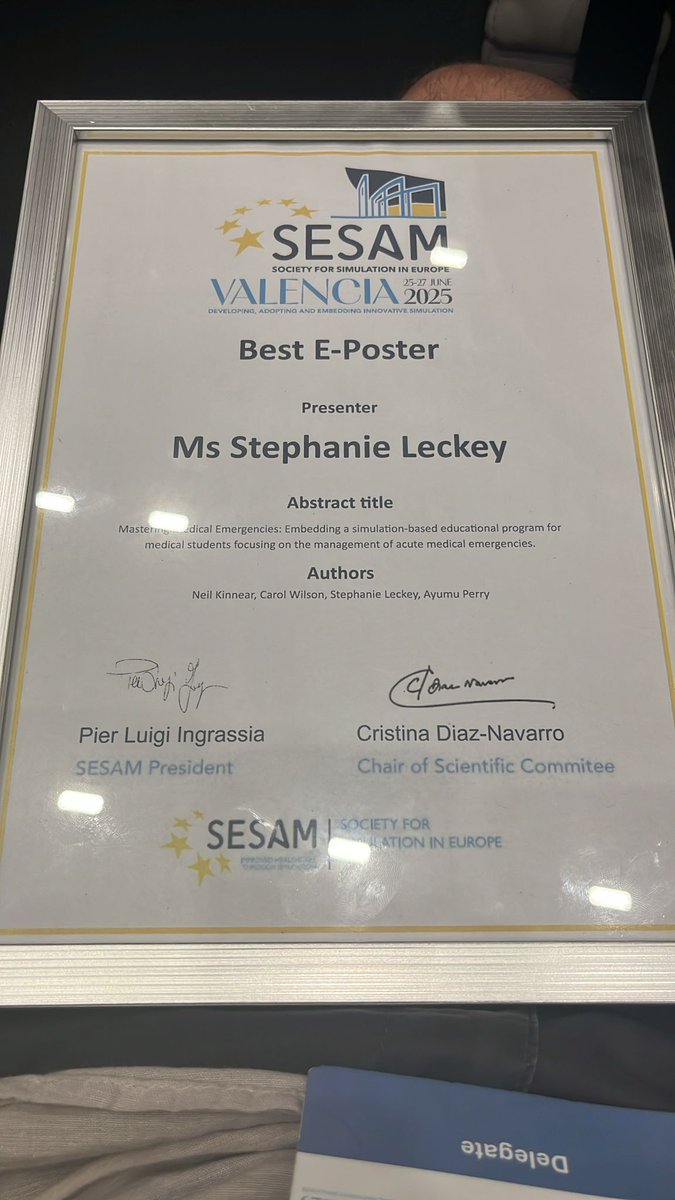 SESAM
SOCIETY FOR SIMULATION IN EUROPE
VALENCIA 25-27 JUNE 2025
DEVELOPING, ADOPTING AND EMBEDDING INNOVATIVE SIMULATION
Best E-Poster
Presenter
Ms Stephanie Leckey
Abstract title
Mastering Medical Emergencies: Embedding a simulation-based educational program for
medical students focusing on the management of acute medical emergencies.
Authors
Neil Kinnear, Carol Wilson, Stephanie Leckey, Ayumu Perry
Pier Luigi Ingrassia
Cristina Diaz-Navarro
SESAM President
Chair of Scientific Commitee
SESAM
SOCIETY FOR
SIMULATION IN EUROPE
Delegate